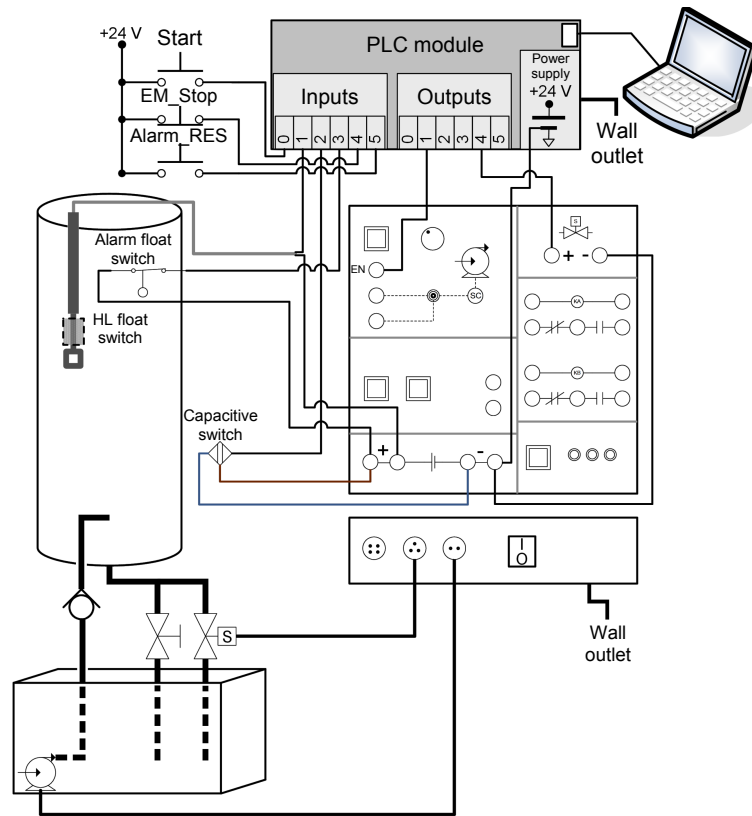 +24 V
Start
EM_Stop
Alarm_RES
PLC module
Inputs
Outputs
0 1 2 3 4 5
0 1 2 3 4 5
Power
supply
+24 V
Wall
outlet
Alarm float
switch
HL float
switch
Capacitive
switch
EN
SC
S
+ -
KA
KB
+
-
I
O
S
Wall
outlet